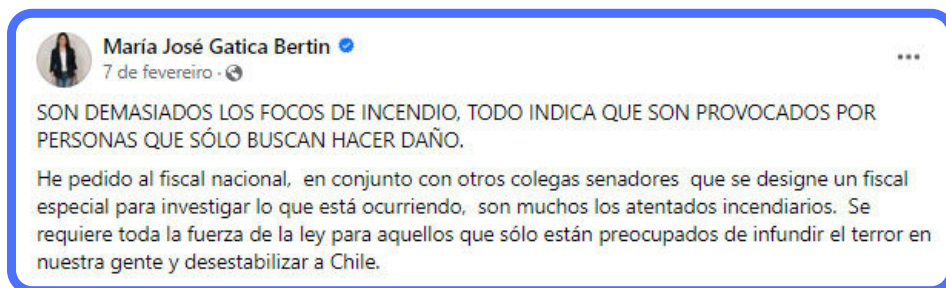 María José Gatica Bertin
7 de fevereiro ·
SON DEMASIADOS LOS FOCOS DE INCENDIO, TODO INDICA QUE SON PROVOCADOS POR
PERSONAS QUE SÓLO BUSCAN HACER DAÑO.
He pedido al fiscal nacional, en conjunto con otros colegas senadores que se designe un fiscal
especial para investigar lo que está ocurriendo, son muchos los atentados incendiarios. Se
requiere toda la fuerza de la ley para aquellos que sólo están preocupados de infundir el terror en
nuestra gente y desestabilizar a Chile.